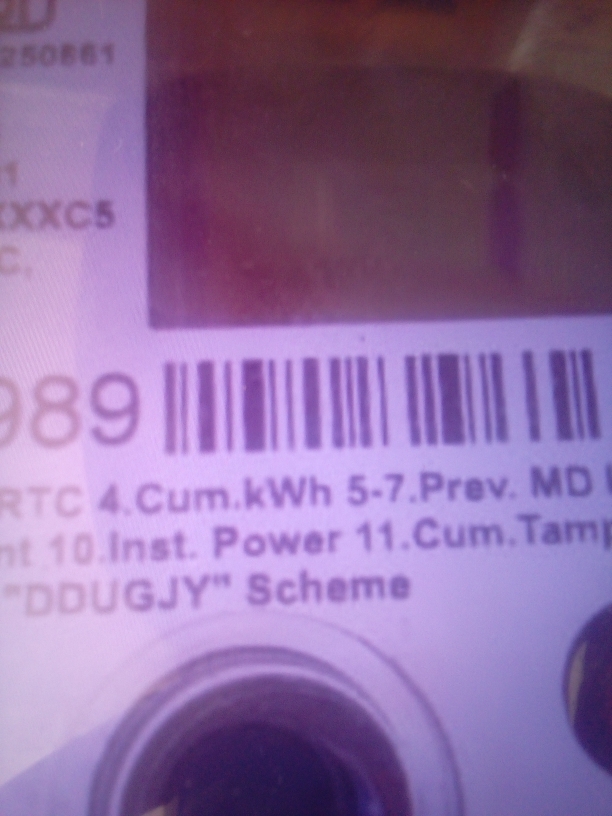 250861
XXXC5
C,
989
RTC 4.Cum.kWh 5-7.Prev. MD
nt 10.Inst. Power 11.Cum.Tamp
"DDUGJY" Scheme